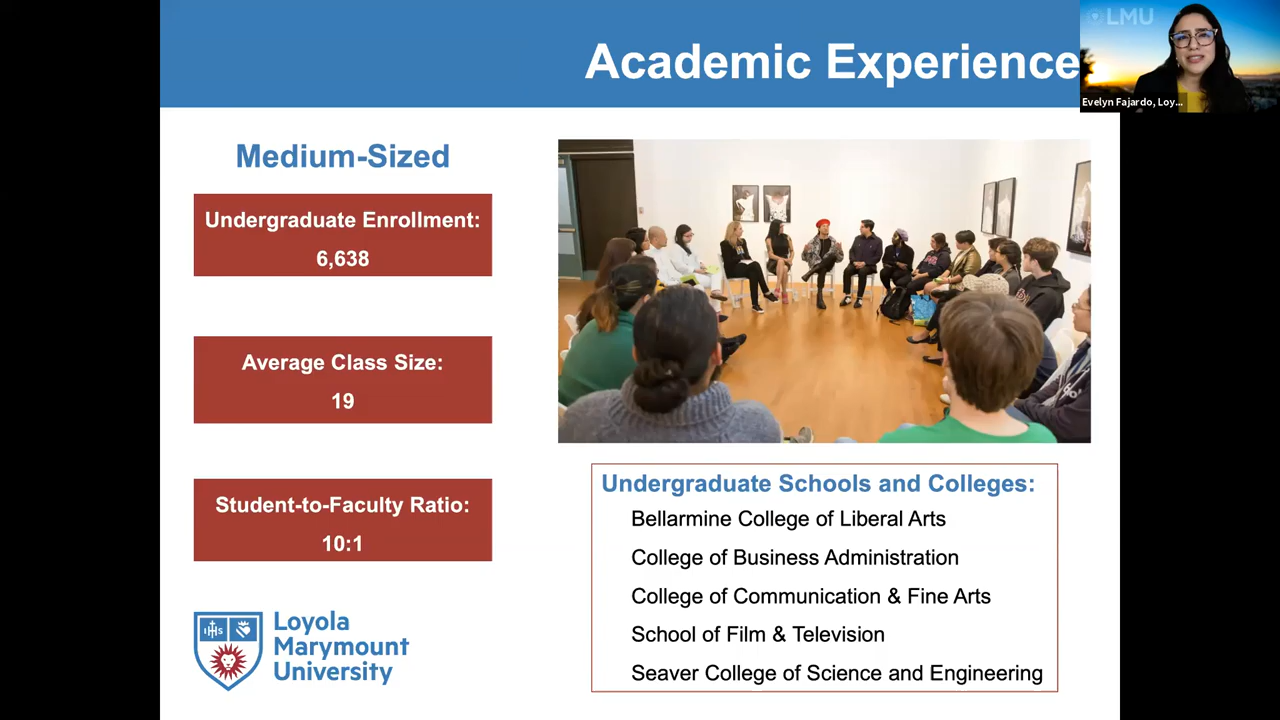 Academic Experience
LMU
Evelyn Fajardo, Loy...
Medium-Sized
Undergraduate Enrollment:
6,638
Average Class Size:
19
Student-to-Faculty Ratio:
10:1
Undergraduate Schools and Colleges:
Bellarmine College of Liberal Arts
College of Business Administration
College of Communication & Fine Arts
School of Film & Television
Seaver College of Science and Engineering
IHS
Loyola
Marymount
University